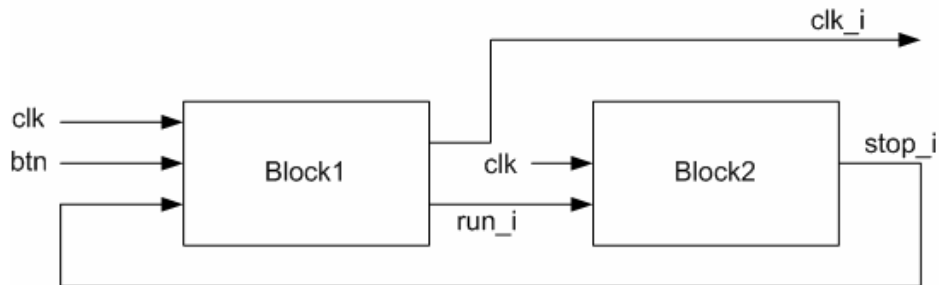 clk_i
clk
btn
Block1
clk
run_i
Block2
stop_i